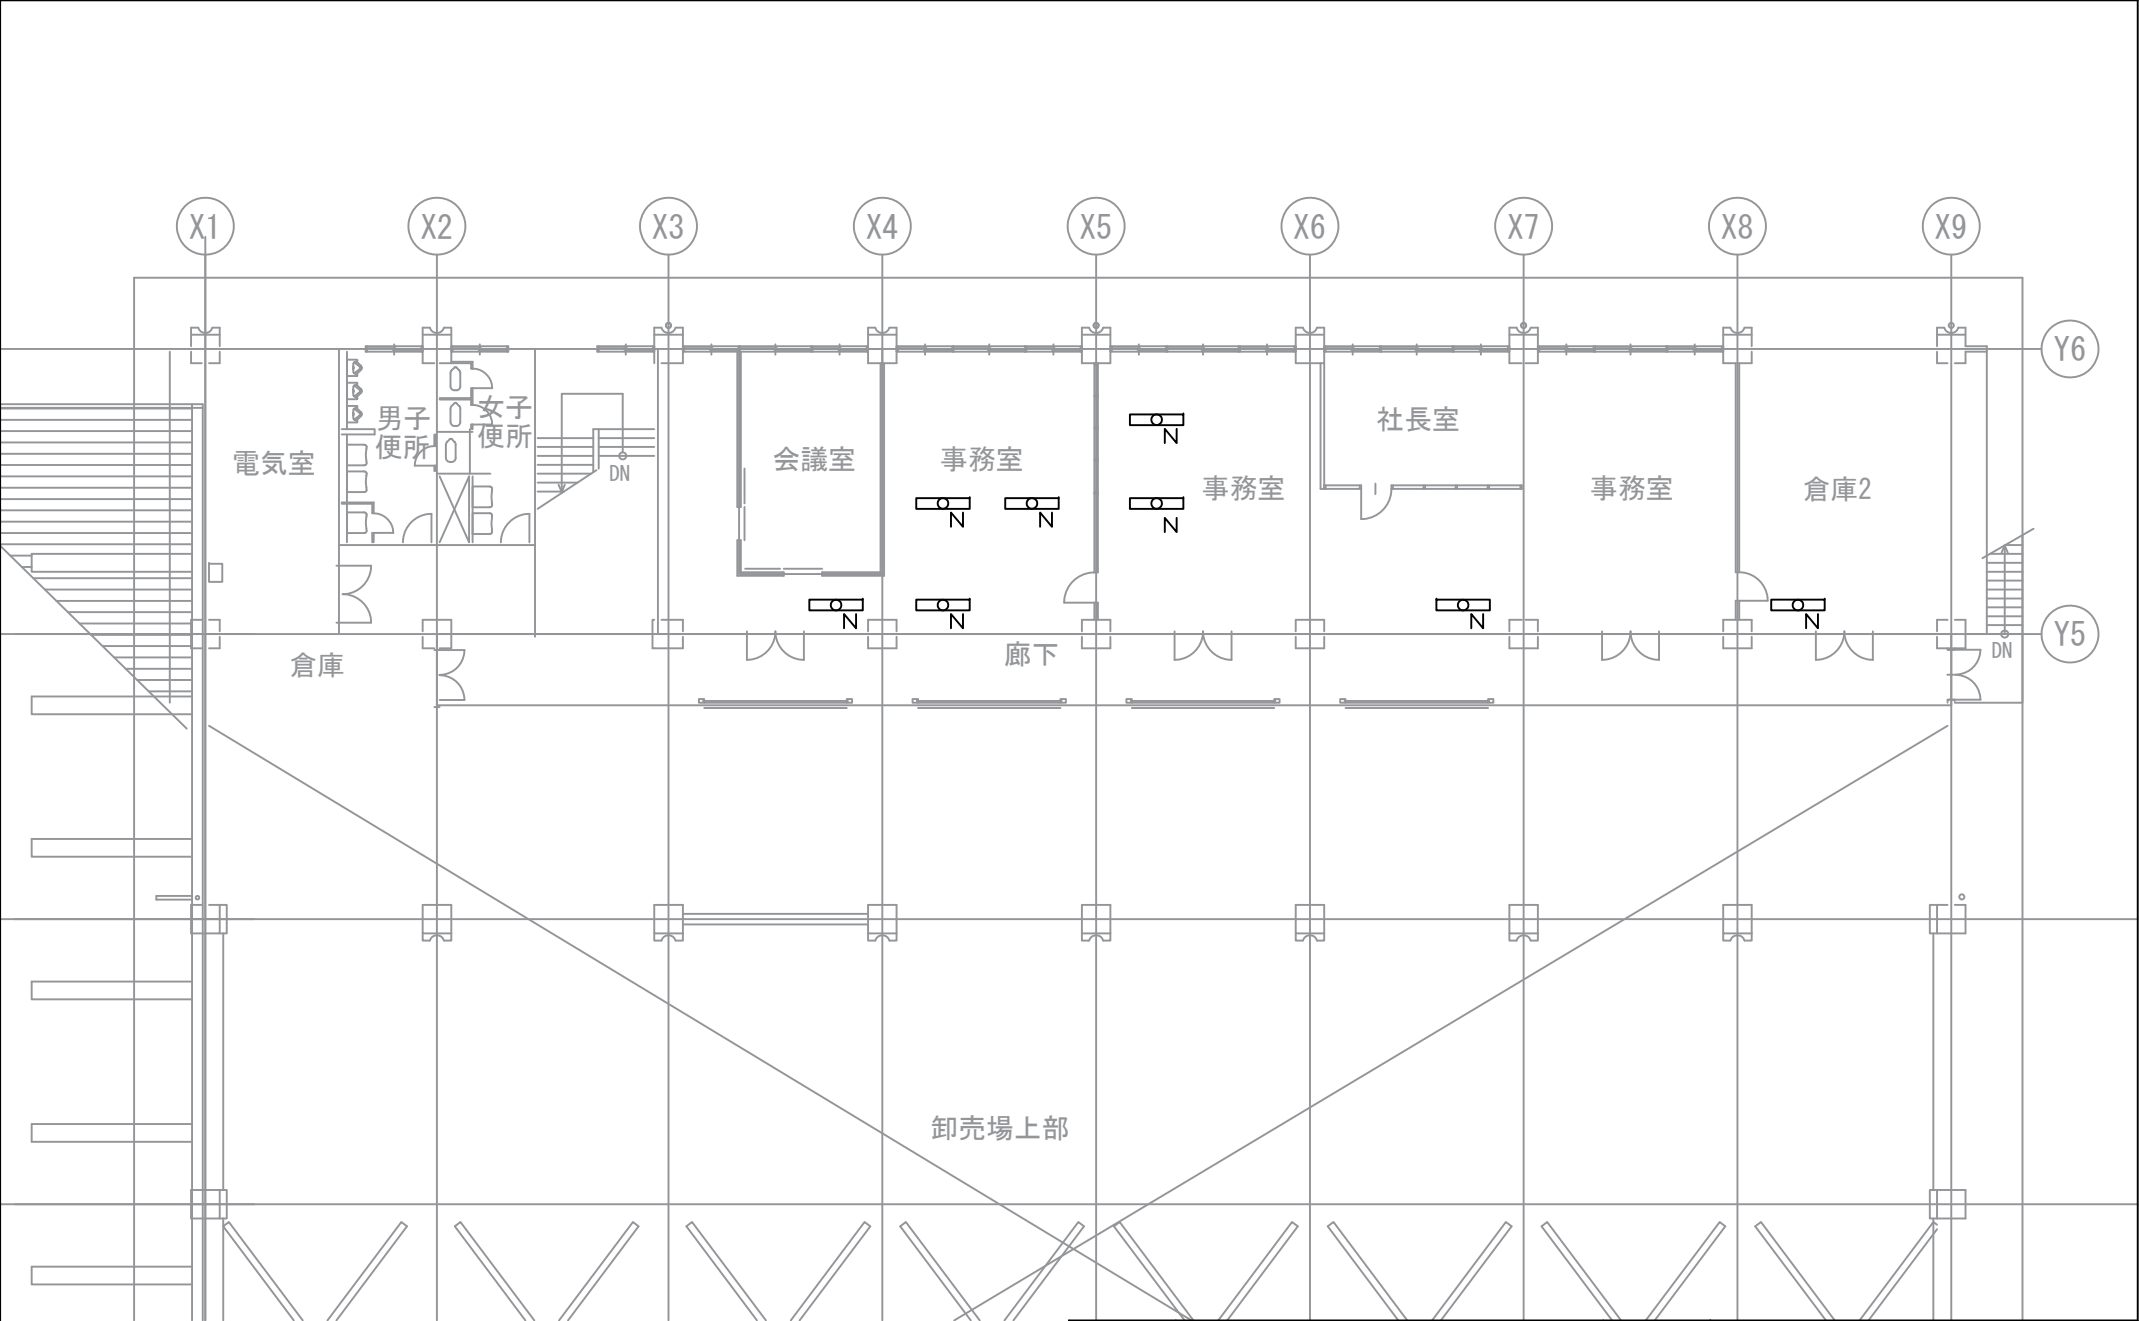 X1
X2
X3
X4
X5
X6
X7
X8
X9
Y6
男子
便所
女子
便所
電気室
DN
会議室
事務室
N
N
N
N
N
N
事務室
社長室
N
事務室
倉庫2
N
DN
Y5
倉庫
廊下
卸売場上部